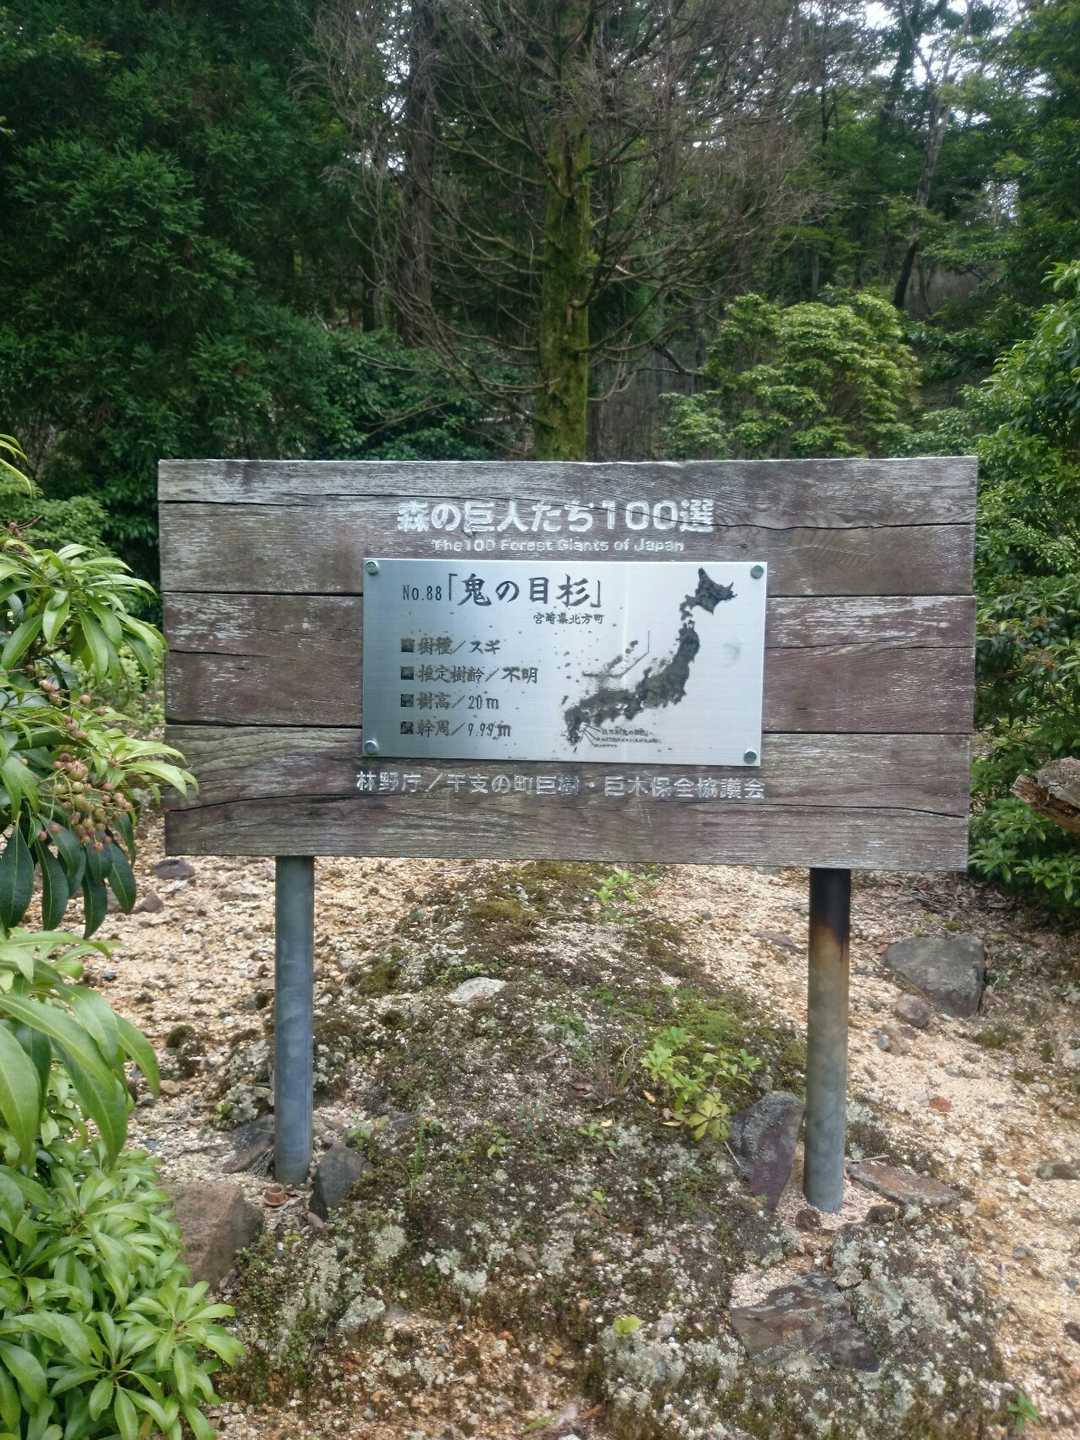 森の巨人たち100選
The100 Forest Giants of Japan
No.88「鬼の目杉」
宮崎県北方町
樹種／スギ
推定樹齢／不明
樹高／20m
幹周／9.99m
林野庁／干支の町巨樹・巨木保全協議会